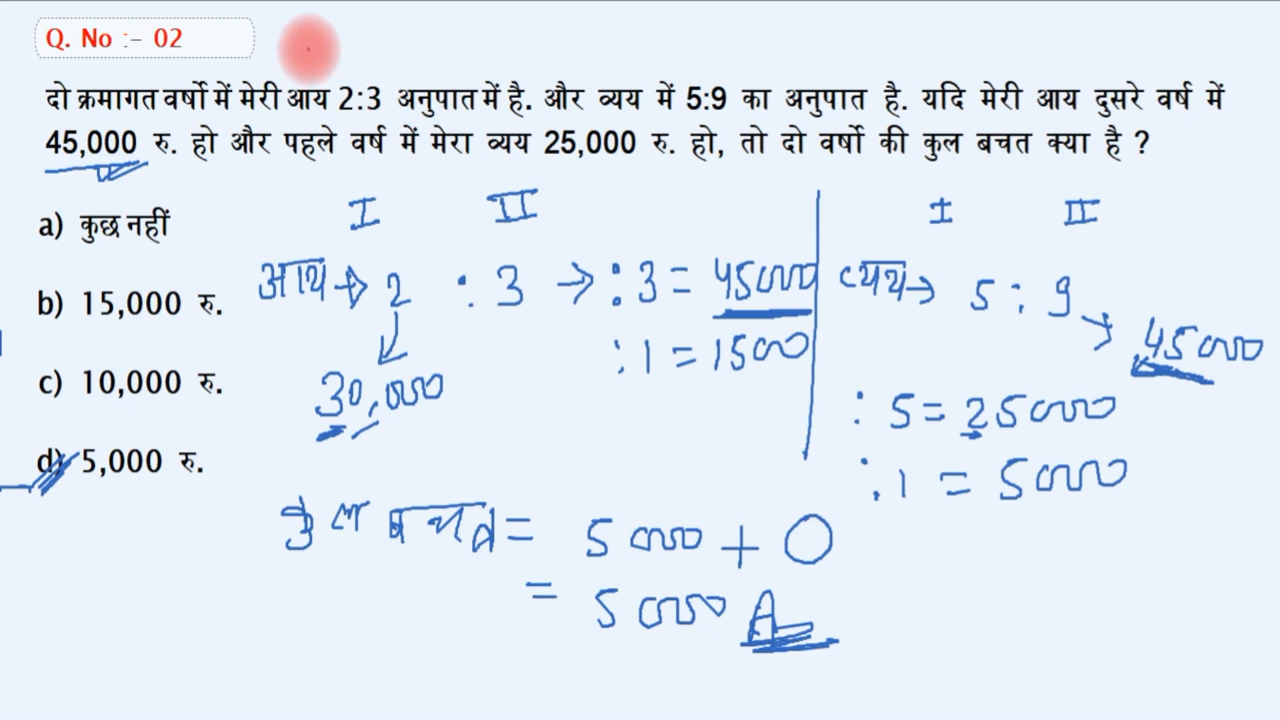 Q. No :- 02
दो क्रमागत वर्षो में मेरी आय 2:3 अनुपात में है. और व्यय में 5:9 का अनुपात है. यदि मेरी आय दुसरे वर्ष में
45,000 रु. हो और पहले वर्ष में मेरा व्यय 25,000 रु. हो, तो दो वर्षो की कुल बचत क्या है ?
a) कुछ नहीं
b) 15,000 रु.
c) 10,000 रु.
d) 5,000 रु.
I II
आय → 2 : 3 → : 3 = 45000
: 1 = 15000
30,000
I II
व्यय → 5 : 9 → 45000
: 5 = 25000
∴ 1 = 5000
कुल बचत = 5000 + 0
= 5000 A